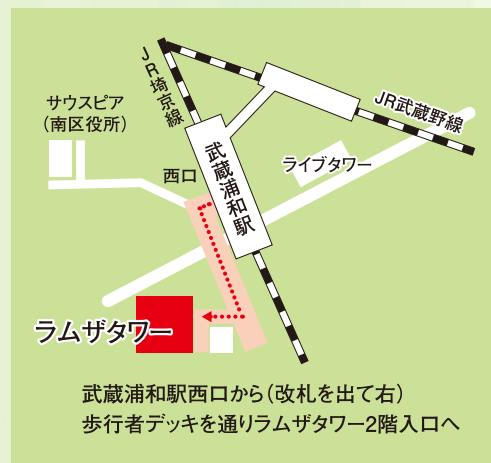 JR埼京線
JR武蔵野線
サウスピア
(南区役所)
武蔵浦和駅
ライブタワー
西口
ラムザタワー
武蔵浦和駅西口から(改札を出て右)
歩行者デッキを通りラムザタワー2階入口へ